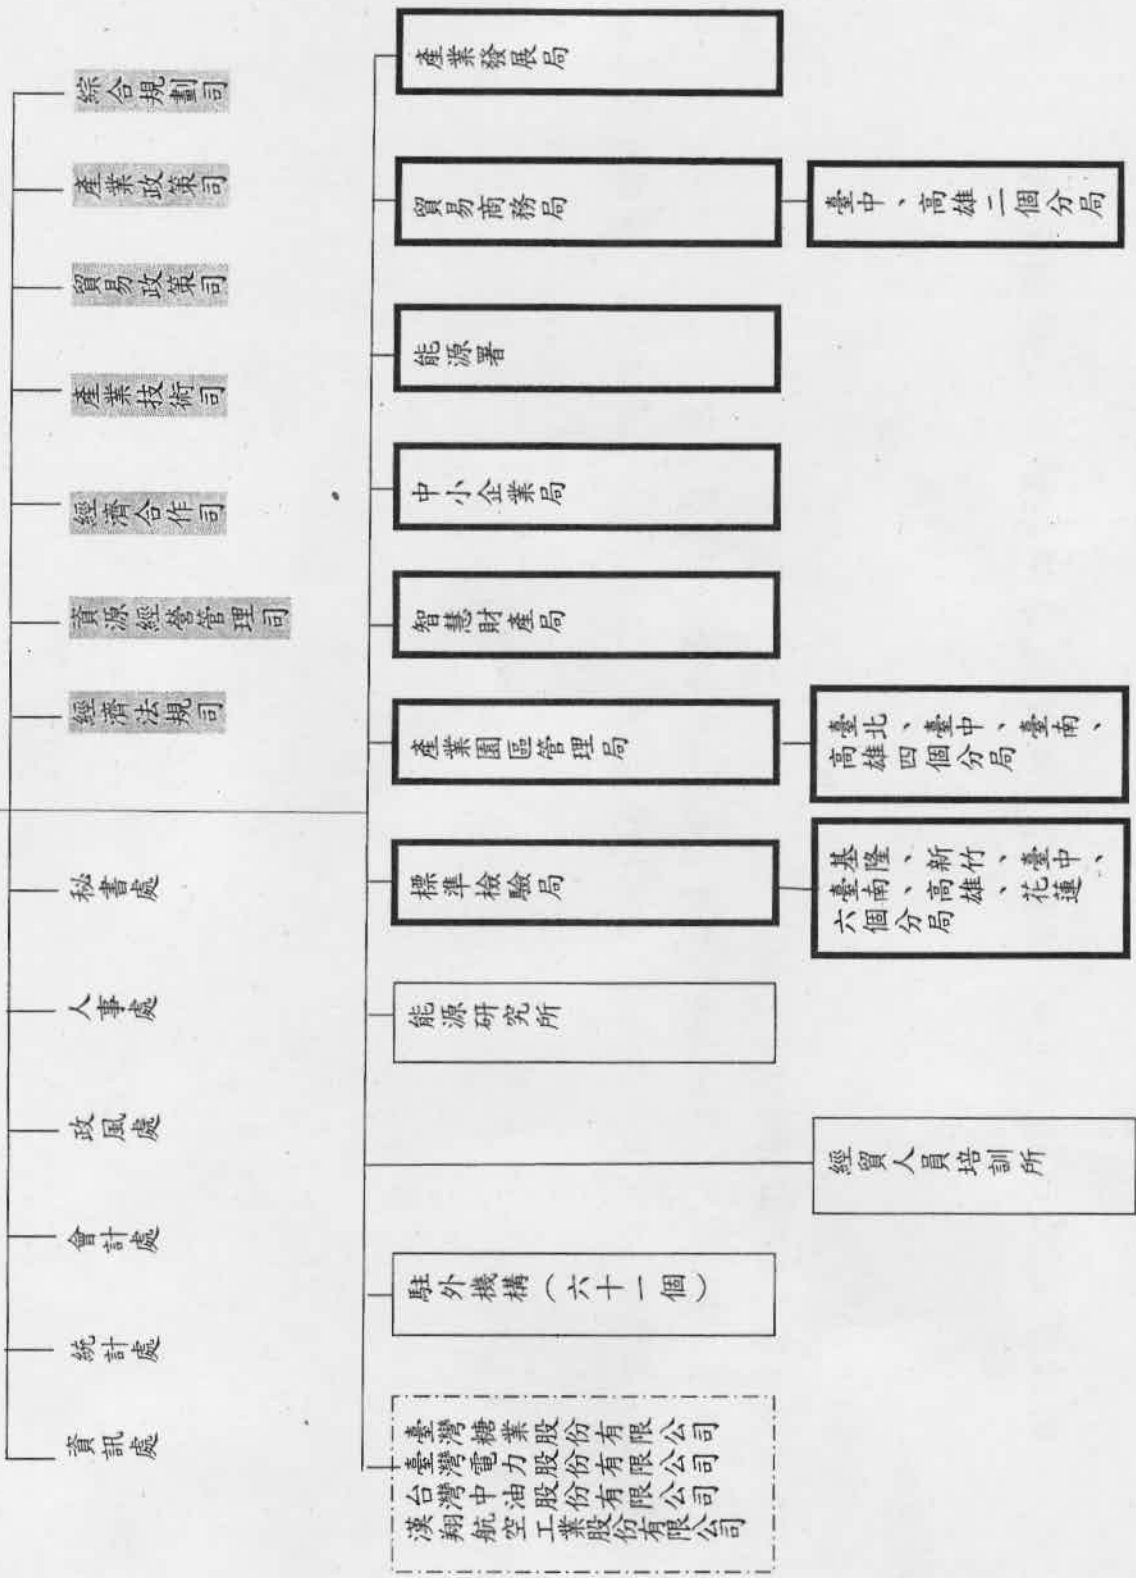 綜合規劃司
產業政策司
貿易政策司
產業技術司
經濟合作司
資源經營管理司
經濟法規司
秘書處
人事處
政風處
會計處
統計處
資訊處
產業發展局
貿易商務局
臺中、高雄二個分局
能源署
中小企業局
智慧財產局
產業園區管理局
臺北、臺中、臺南、
高雄四個分局
標準檢驗局
基隆、新竹、臺中、
臺南、高雄、花蓮
六個分局
能源研究所
經貿人員培訓所
駐外機構（六十一個）
臺灣糖業股份有限公司
臺灣電力股份有限公司
台灣中油股份有限公司
漢翔航空工業股份有限公司